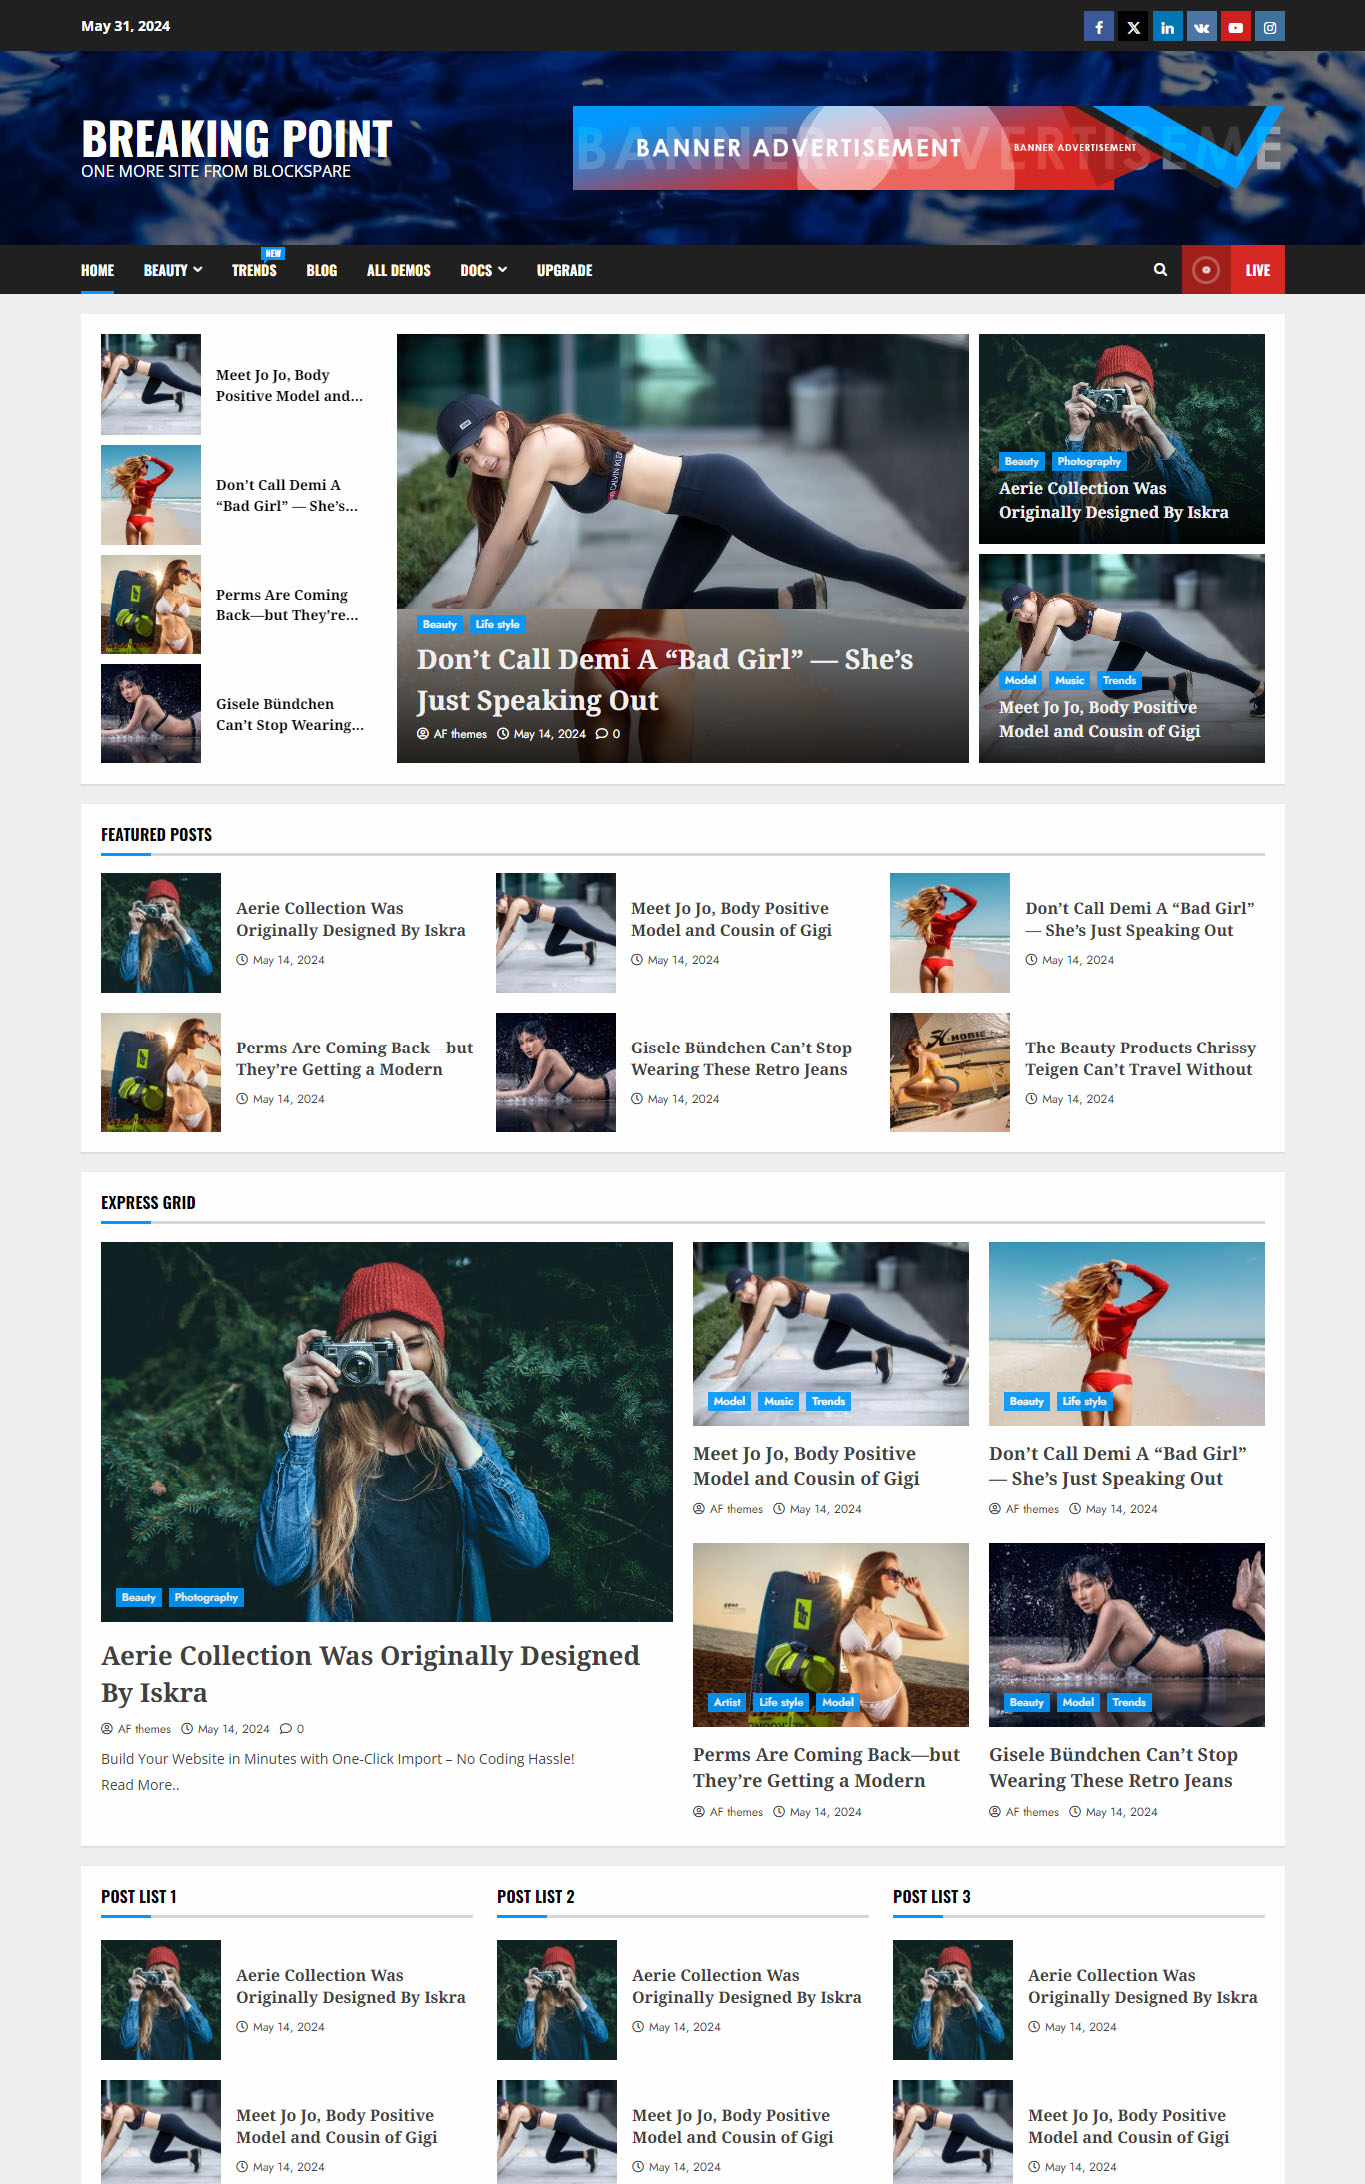 May 31, 2024
BREAKING POINT
ONE MORE SITE FROM BLOCKSPARE
BANNER ADVERTISEME
BANNER ADVERTISEMENT
BANNER ADVERTISEMENT
HOME BEAUTY TRENDS NEW BLOG ALL DEMOS DOCS UPGRADE LIVE
Meet Jo Jo, Body
Positive Model and...
Don’t Call Demi A
“Bad Girl” — She’s...
Perms Are Coming
Back—but They’re...
Gisele Bündchen
Can’t Stop Wearing...
CALVIN KLEIN
Beauty Life style
Don’t Call Demi A “Bad Girl” — She’s
Just Speaking Out
AF themes May 14, 2024 0
Beauty Photography
Aerie Collection Was
Originally Designed By Iskra
Model Music Trends
Meet Jo Jo, Body Positive
Model and Cousin of Gigi
FEATURED POSTS
Aerie Collection Was
Originally Designed By Iskra
May 14, 2024
Meet Jo Jo, Body Positive
Model and Cousin of Gigi
May 14, 2024
Don’t Call Demi A “Bad Girl”
— She’s Just Speaking Out
May 14, 2024
Perms Are Coming Back—but
They’re Getting a Modern
May 14, 2024
Gisele Bündchen Can’t Stop
Wearing These Retro Jeans
May 14, 2024
HOBIE
The Beauty Products Chrissy
Teigen Can’t Travel Without
May 14, 2024
EXPRESS GRID
Beauty Photography
Aerie Collection Was Originally Designed
By Iskra
AF themes May 14, 2024 0
Build Your Website in Minutes with One-Click Import – No Coding Hassle!
Read More..
Model Music Trends
Meet Jo Jo, Body Positive
Model and Cousin of Gigi
AF themes May 14, 2024
Beauty Life style
Don’t Call Demi A “Bad Girl”
— She’s Just Speaking Out
AF themes May 14, 2024
Artist Life style Model
Perms Are Coming Back—but
They’re Getting a Modern
AF themes May 14, 2024
Beauty Model Trends
Gisele Bündchen Can’t Stop
Wearing These Retro Jeans
AF themes May 14, 2024
POST LIST 1
Aerie Collection Was
Originally Designed By Iskra
May 14, 2024
Meet Jo Jo, Body Positive
Model and Cousin of Gigi
May 14, 2024
POST LIST 2
Aerie Collection Was
Originally Designed By Iskra
May 14, 2024
Meet Jo Jo, Body Positive
Model and Cousin of Gigi
May 14, 2024
POST LIST 3
Aerie Collection Was
Originally Designed By Iskra
May 14, 2024
Meet Jo Jo, Body Positive
Model and Cousin of Gigi
May 14, 2024